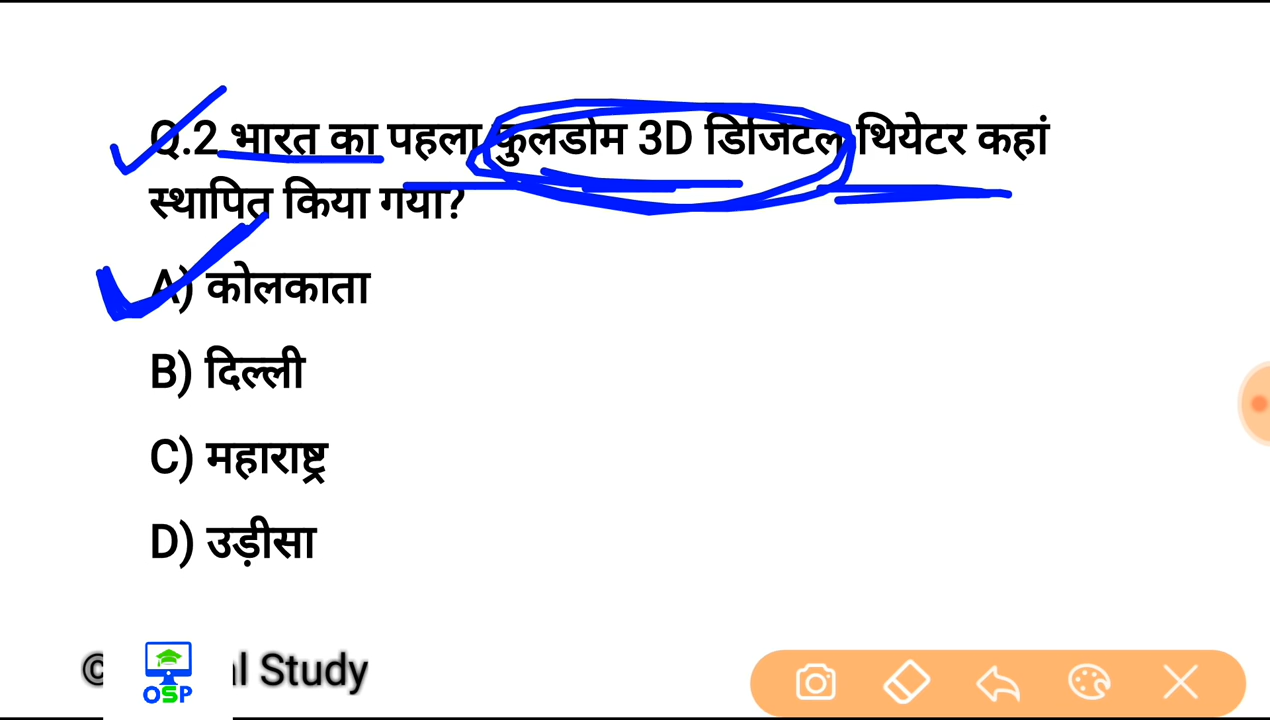 Q.2 भारत का पहला कुलडोम 3D डिजिटल थियेटर कहां
स्थापित किया गया?
A) कोलकाता
B) दिल्ली
C) महाराष्ट्र
D) उड़ीसा
© l Study
OSP